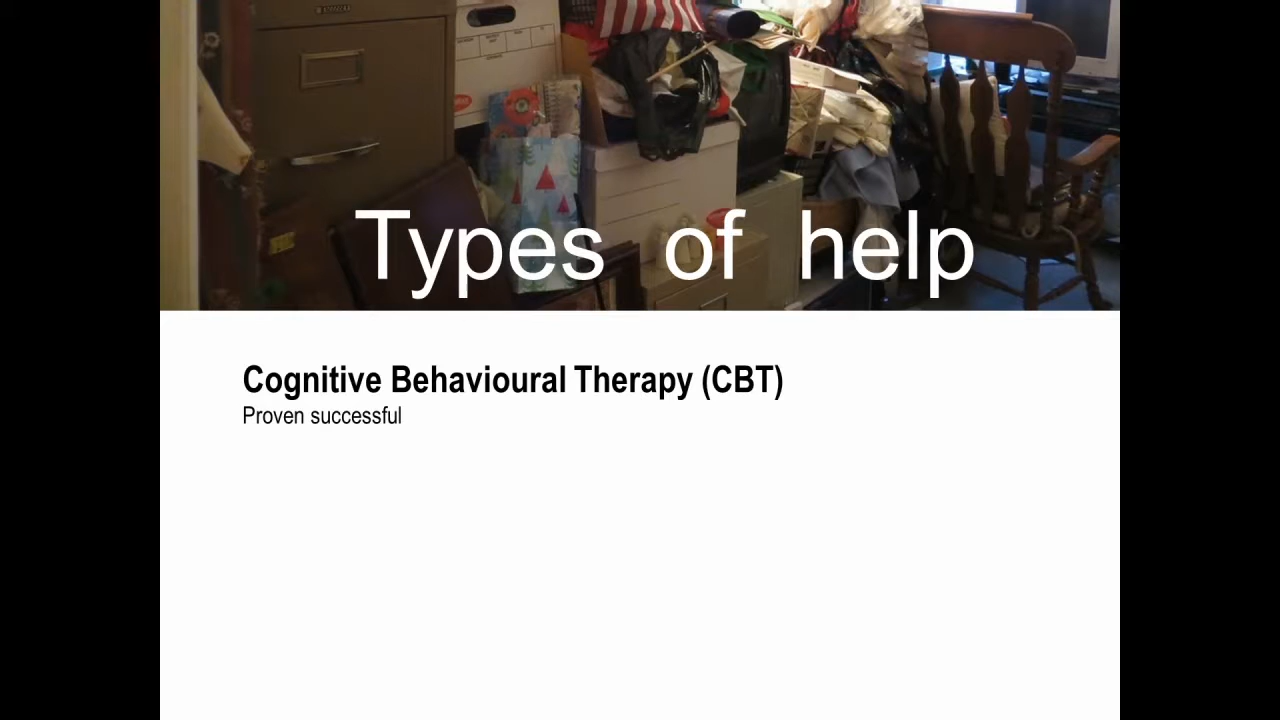 Types of help
Cognitive Behavioural Therapy (CBT)
Proven successful